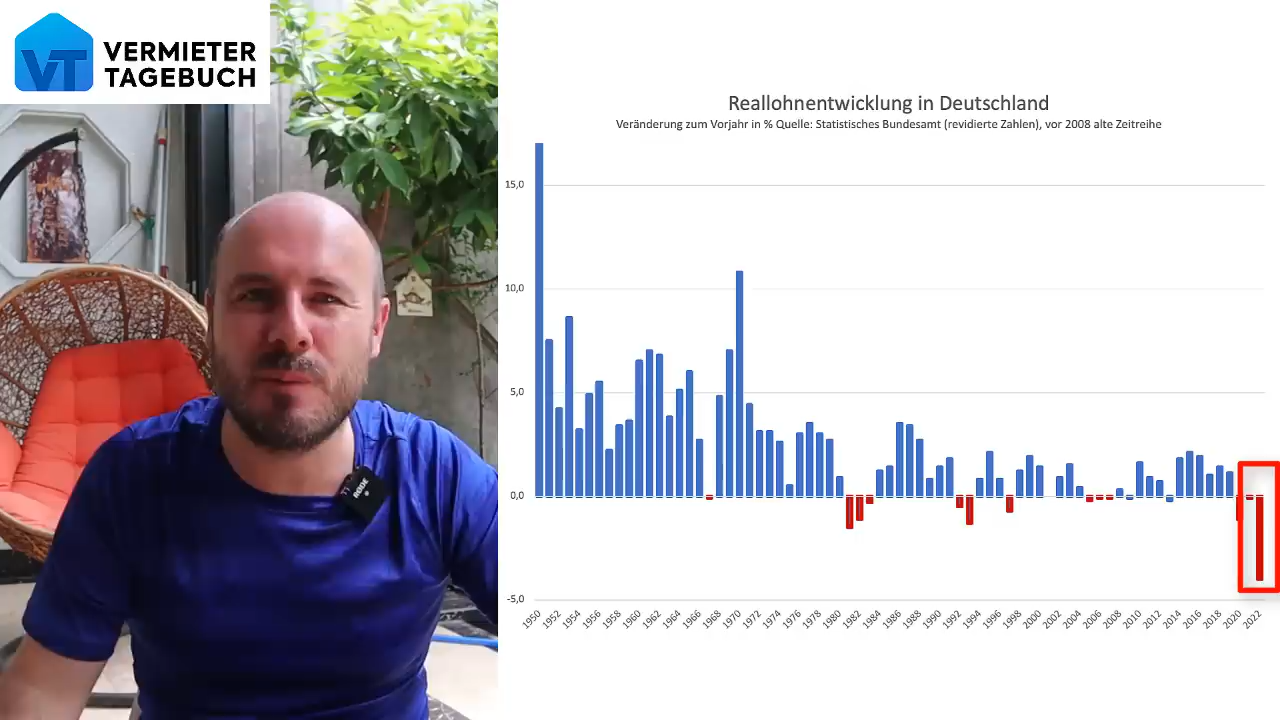 VT
VERMIETER
TAGEBUCH
RØDE
Reallohnentwicklung in Deutschland
Veränderung zum Vorjahr in % Quelle: Statistisches Bundesamt (revidierte Zahlen), vor 2008 alte Zeitreihe
15,0
10,0
5,0
0,0
-5,0
1950 1952 1954 1956 1958 1960 1962 1964 1966 1968 1970 1972 1974 1976 1978 1980 1982 1984 1986 1988 1990 1992 1994 1996 1998 2000 2002 2004 2006 2008 2010 2012 2014 2016 2018 2020 2022